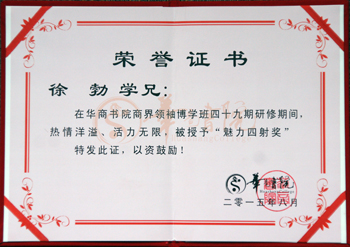 荣誉证书
徐 勃 学兄：
在华商书院商界领袖博学班四十九期研修期间，
热情洋溢、活力无限，被授予“魅力四射奖”
特发此证，以资鼓励！
华商书院
二零一五年八月